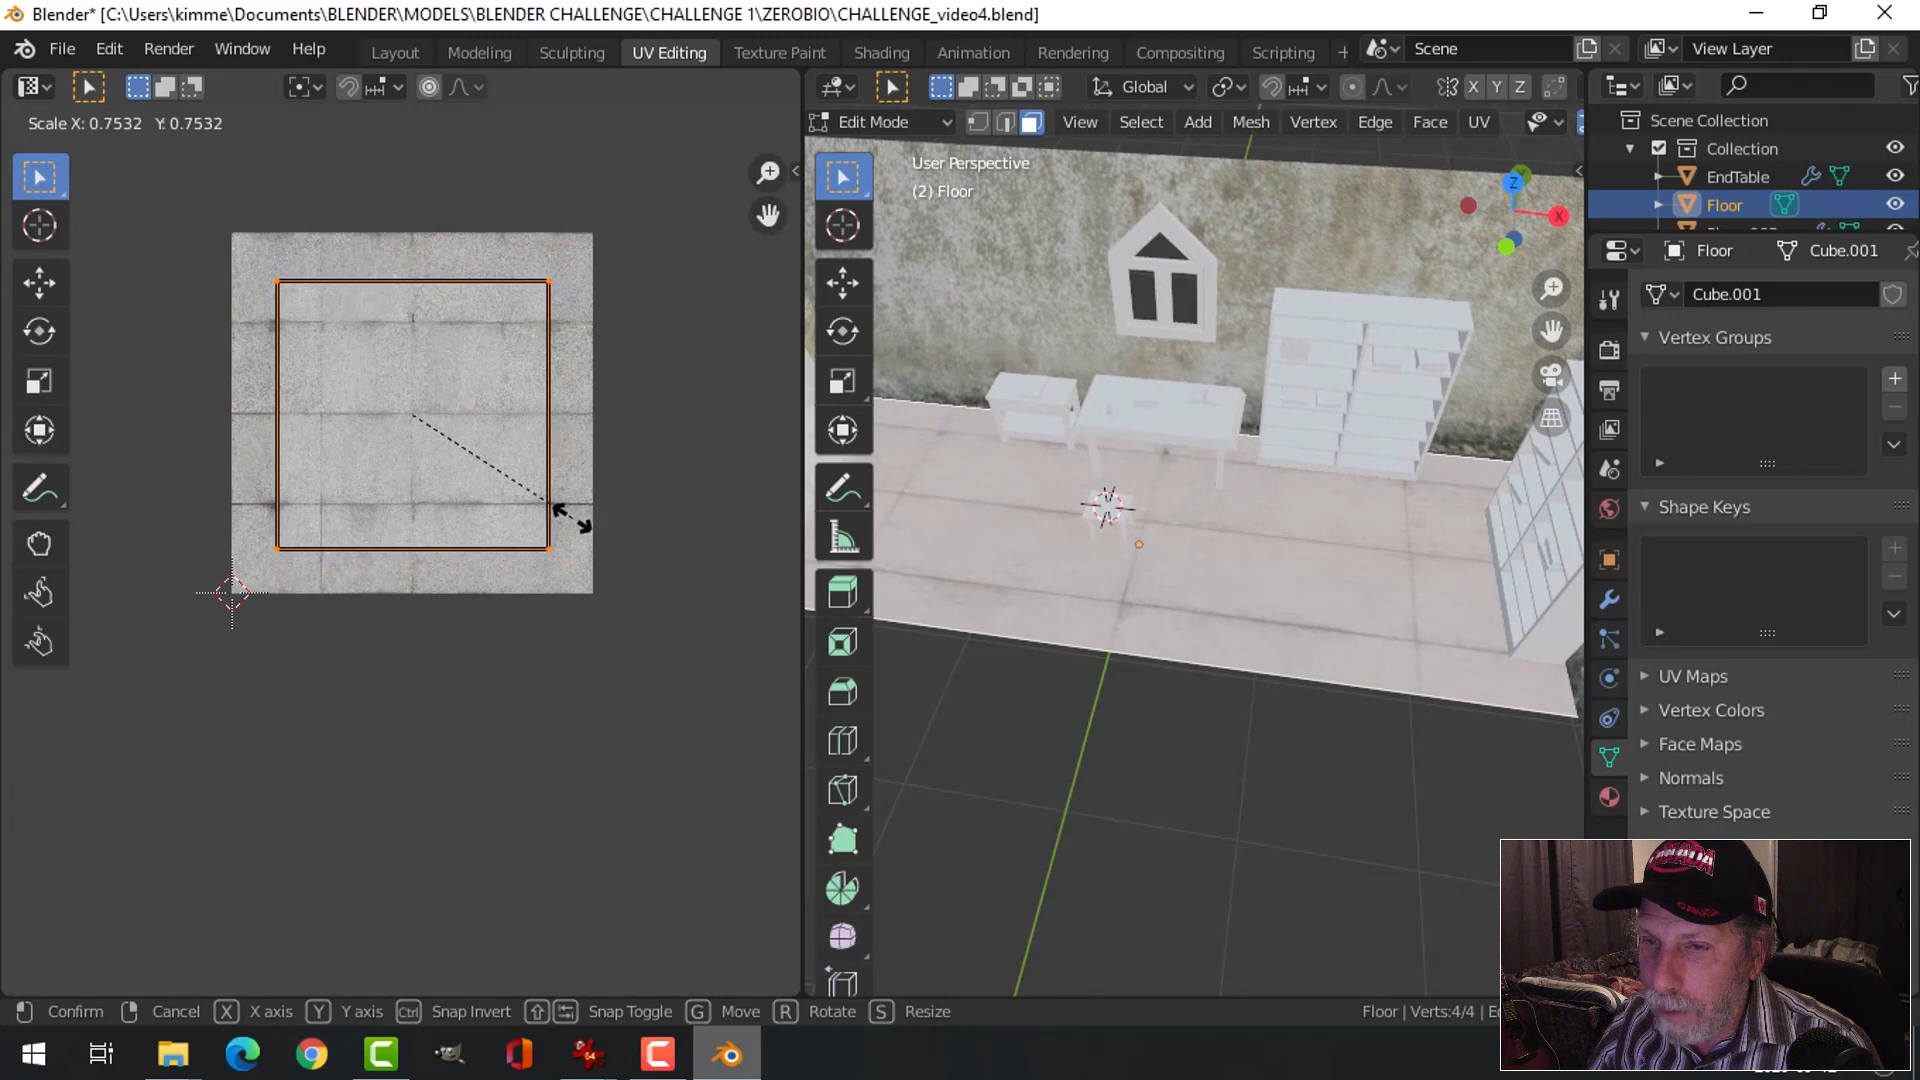 Blender* [C:\Users\kimme\Documents\BLENDER\MODELS\BLENDER CHALLENGE\CHALLENGE 1\ZEROBIO\CHALLENGE_video4.blend]
File Edit Render Window Help Layout Modeling Sculpting UV Editing Texture Paint Shading Animation Rendering Compositing Scripting + Scene View Layer
Global X Y Z
Scale X: 0.7532 Y: 0.7532
Edit Mode View Select Add Mesh Vertex Edge Face UV
Scene Collection
Collection
EndTable
Floor
User Perspective
(2) Floor
Z
X
Floor Cube.001
Cube.001
Vertex Groups
Shape Keys
UV Maps
Vertex Colors
Face Maps
Normals
Texture Space
CANADA
Confirm Cancel X X axis Y Y axis Ctrl Snap Invert Snap Toggle G Move R Rotate S Resize
Floor | Verts:4/4 |
64